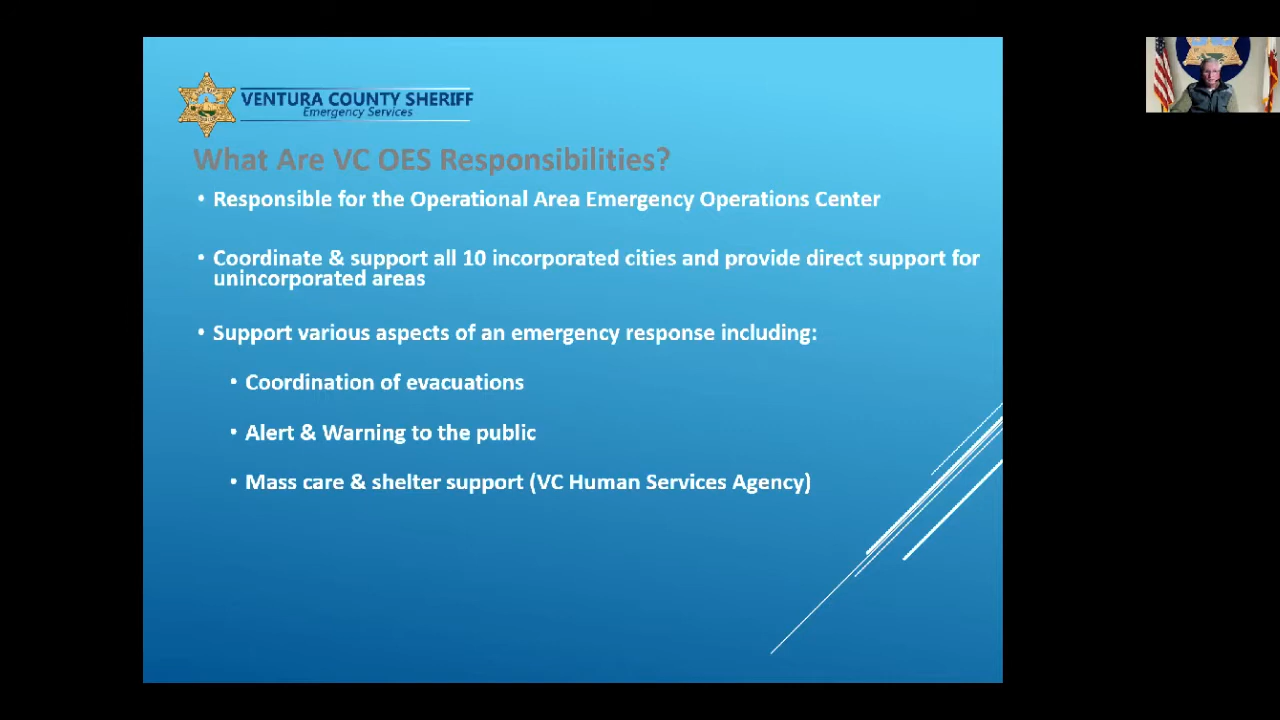 VENTURA COUNTY SHERIFF
Emergency Services
What Are VC OES Responsibilities?
• Responsible for the Operational Area Emergency Operations Center
• Coordinate & support all 10 incorporated cities and provide direct support for
unincorporated areas
• Support various aspects of an emergency response including:
• Coordination of evacuations
• Alert & Warning to the public
• Mass care & shelter support (VC Human Services Agency)